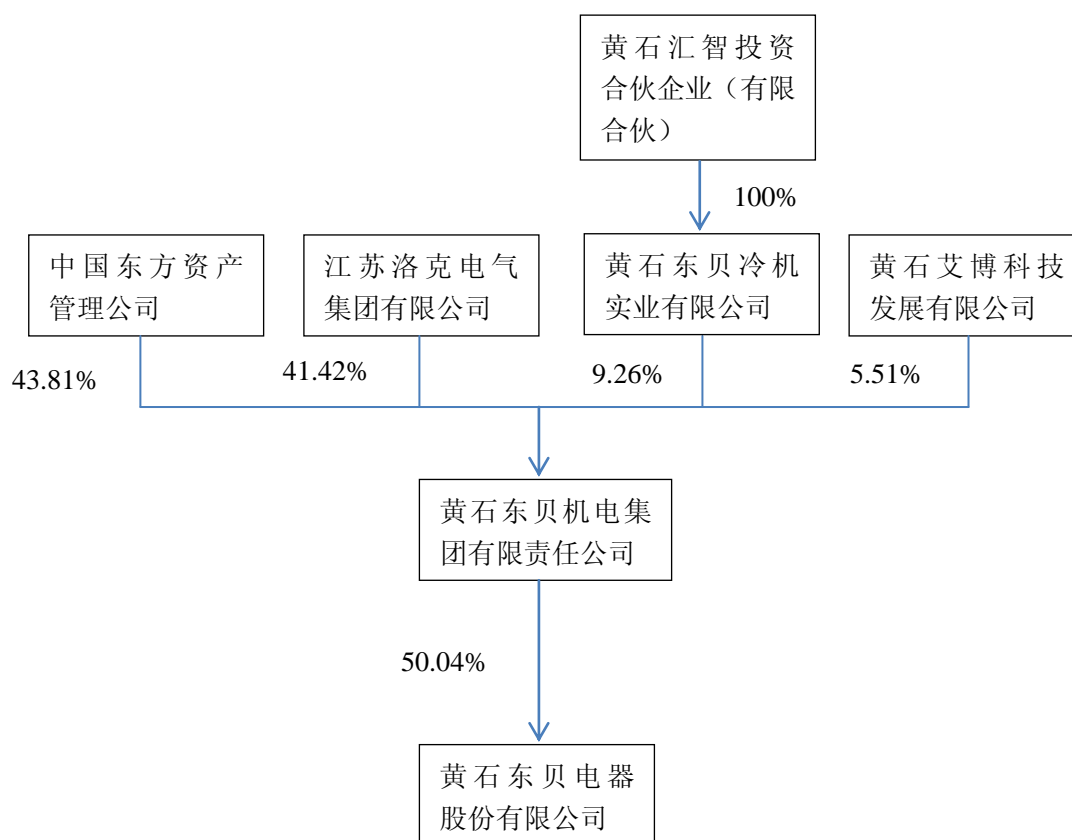 黄石汇智投资
合伙企业（有限
合伙）
100%
中国东方资产
管理公司
江苏洛克电气
集团有限公司
黄石东贝冷机
实业有限公司
黄石艾博科技
发展有限公司
43.81%
41.42%
9.26%
5.51%
黄石东贝机电集
团有限责任公司
50.04%
黄石东贝电器
股份有限公司